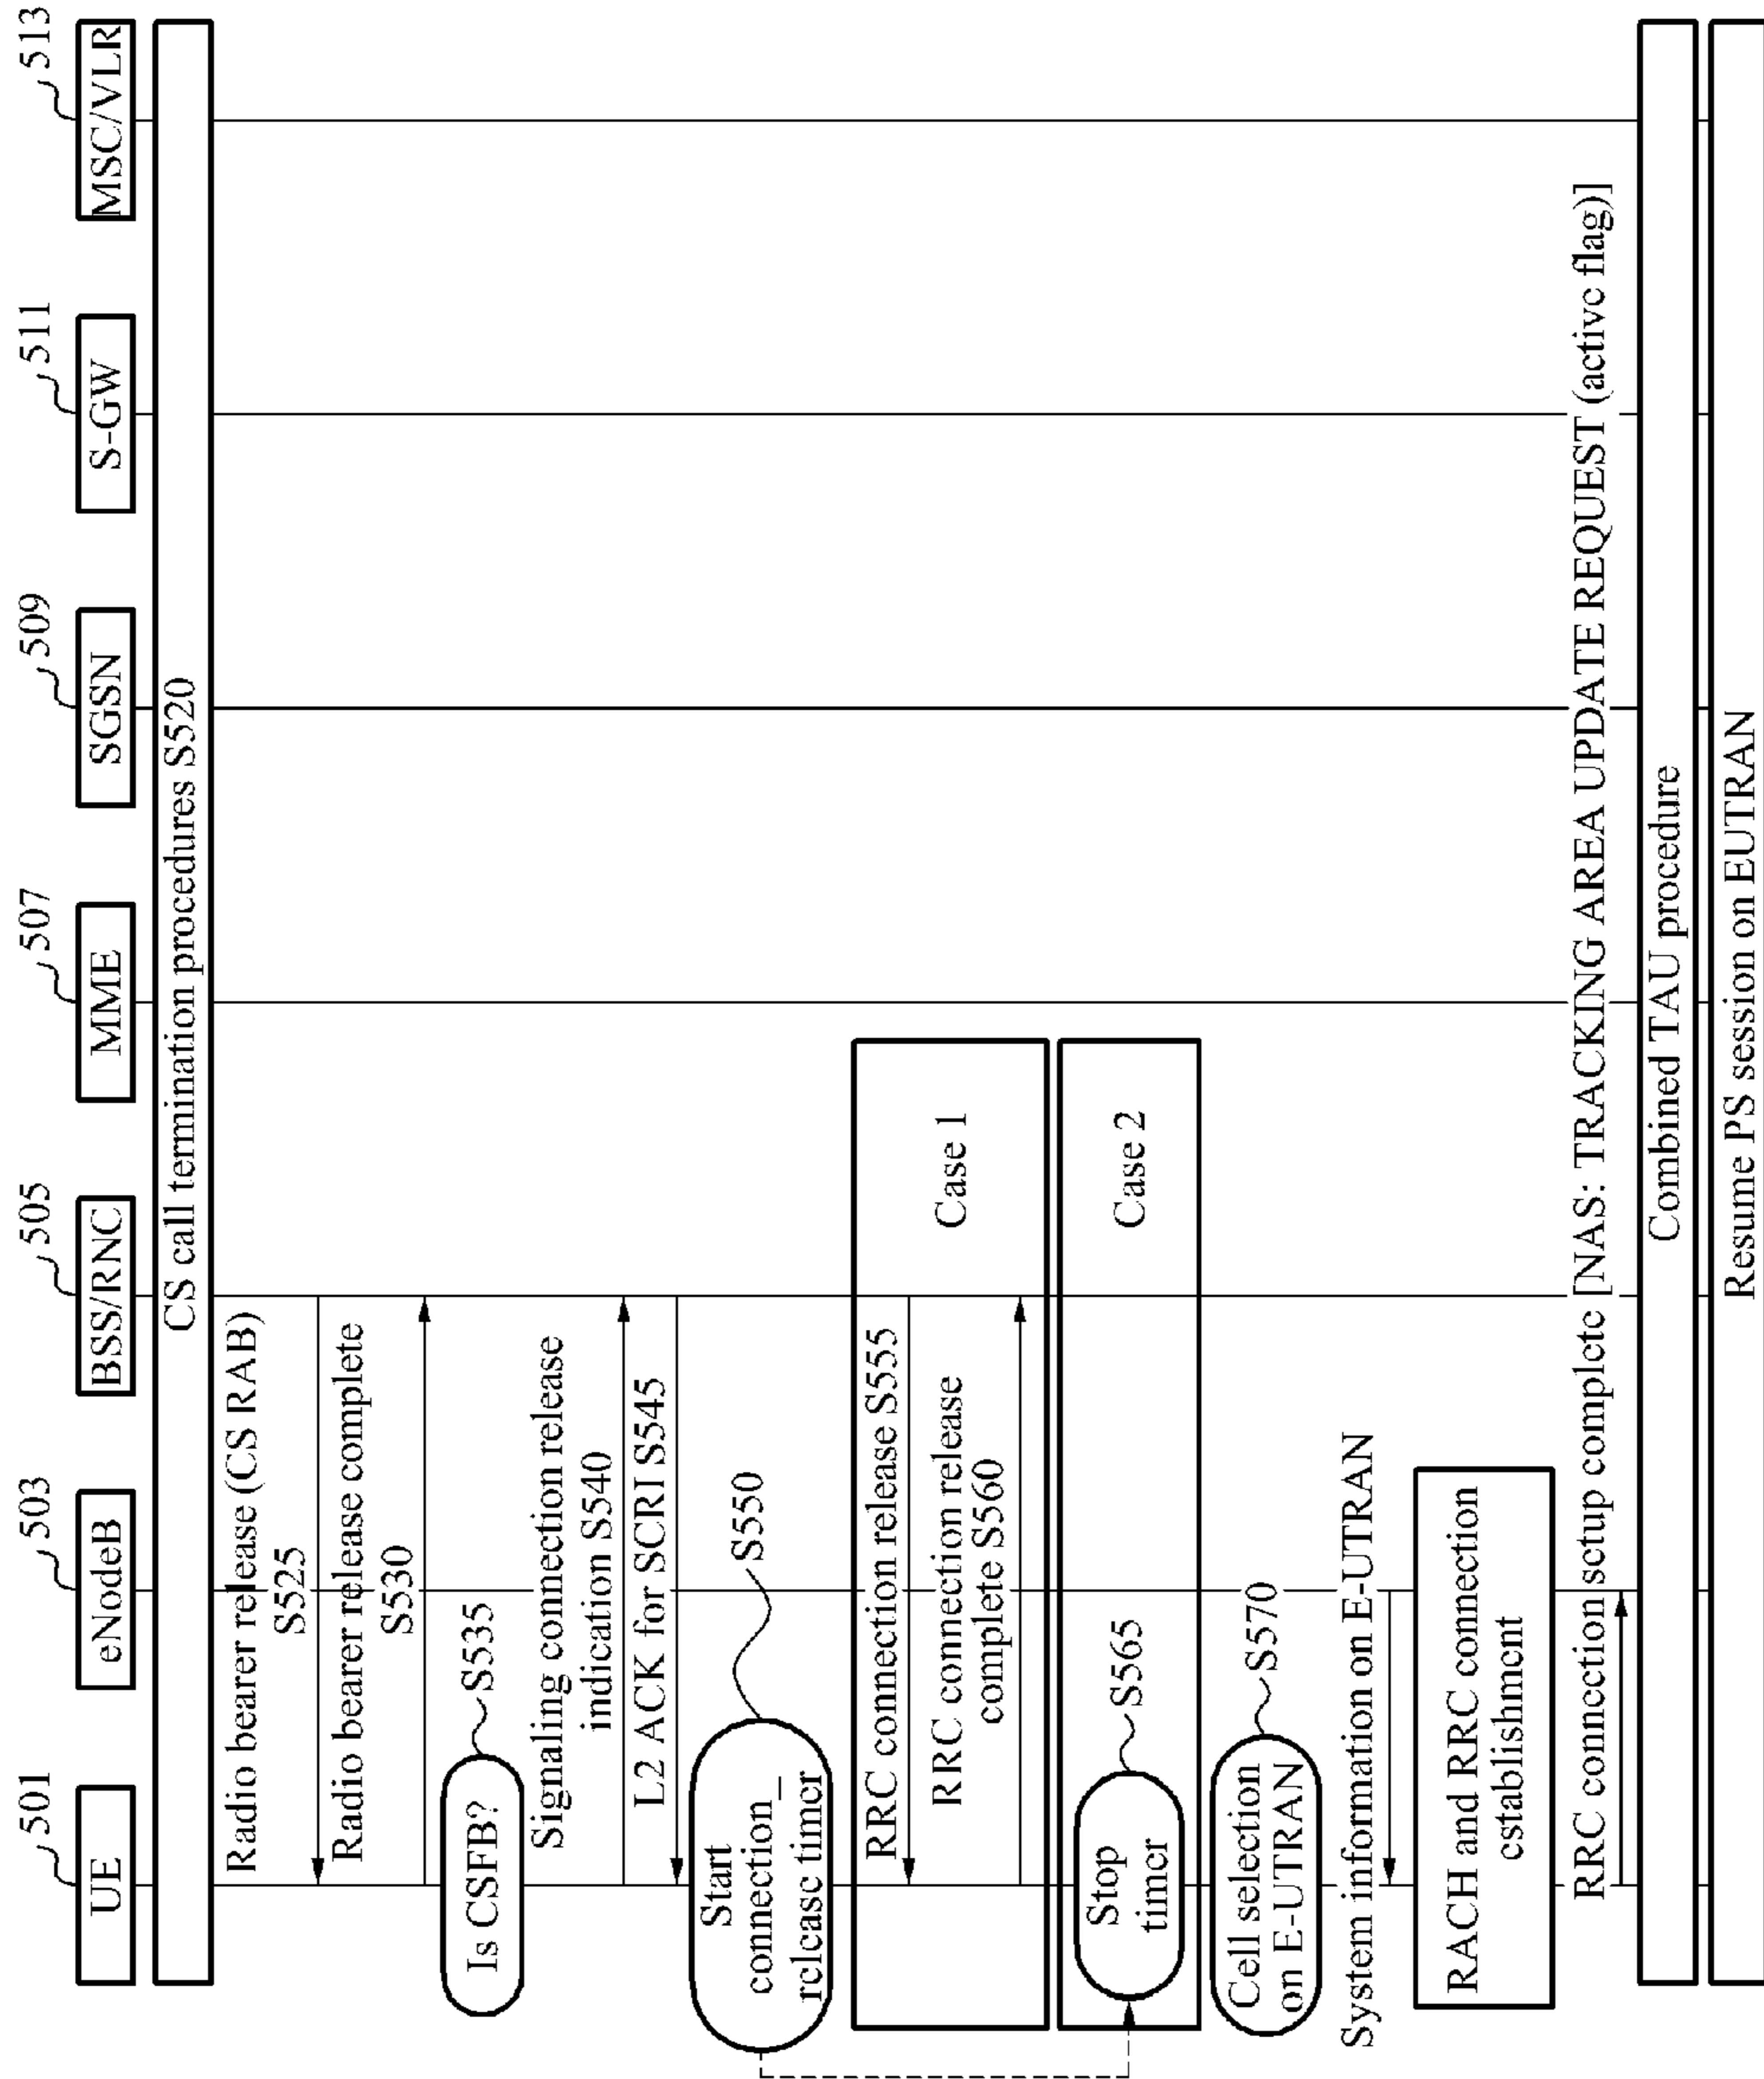 501
503
505
507
509
511
513
UE
eNodeB
BSS/RNC
MME
SGSN
S-GW
MSC/VLR
CS call termination procedures S520
Radio bearer release (CS RAB)
S525
Radio bearer release complete
S530
Is CSFB?
S535
Signaling connection release
indication S540
L2 ACK for SCRI S545
Start
connection_
release timer
S550
RRC connection release S555
RRC connection release
complete S560
Case 1
Stop
timer
S565
Case 2
Cell selection
on E-UTRAN
S570
System information on E-UTRAN
RACH and RRC connection
establishment
RRC connection setup complete [NAS: TRACKING AREA UPDATE REQUEST (active flag)]
Combined TAU procedure
Resume PS session on EUTRAN